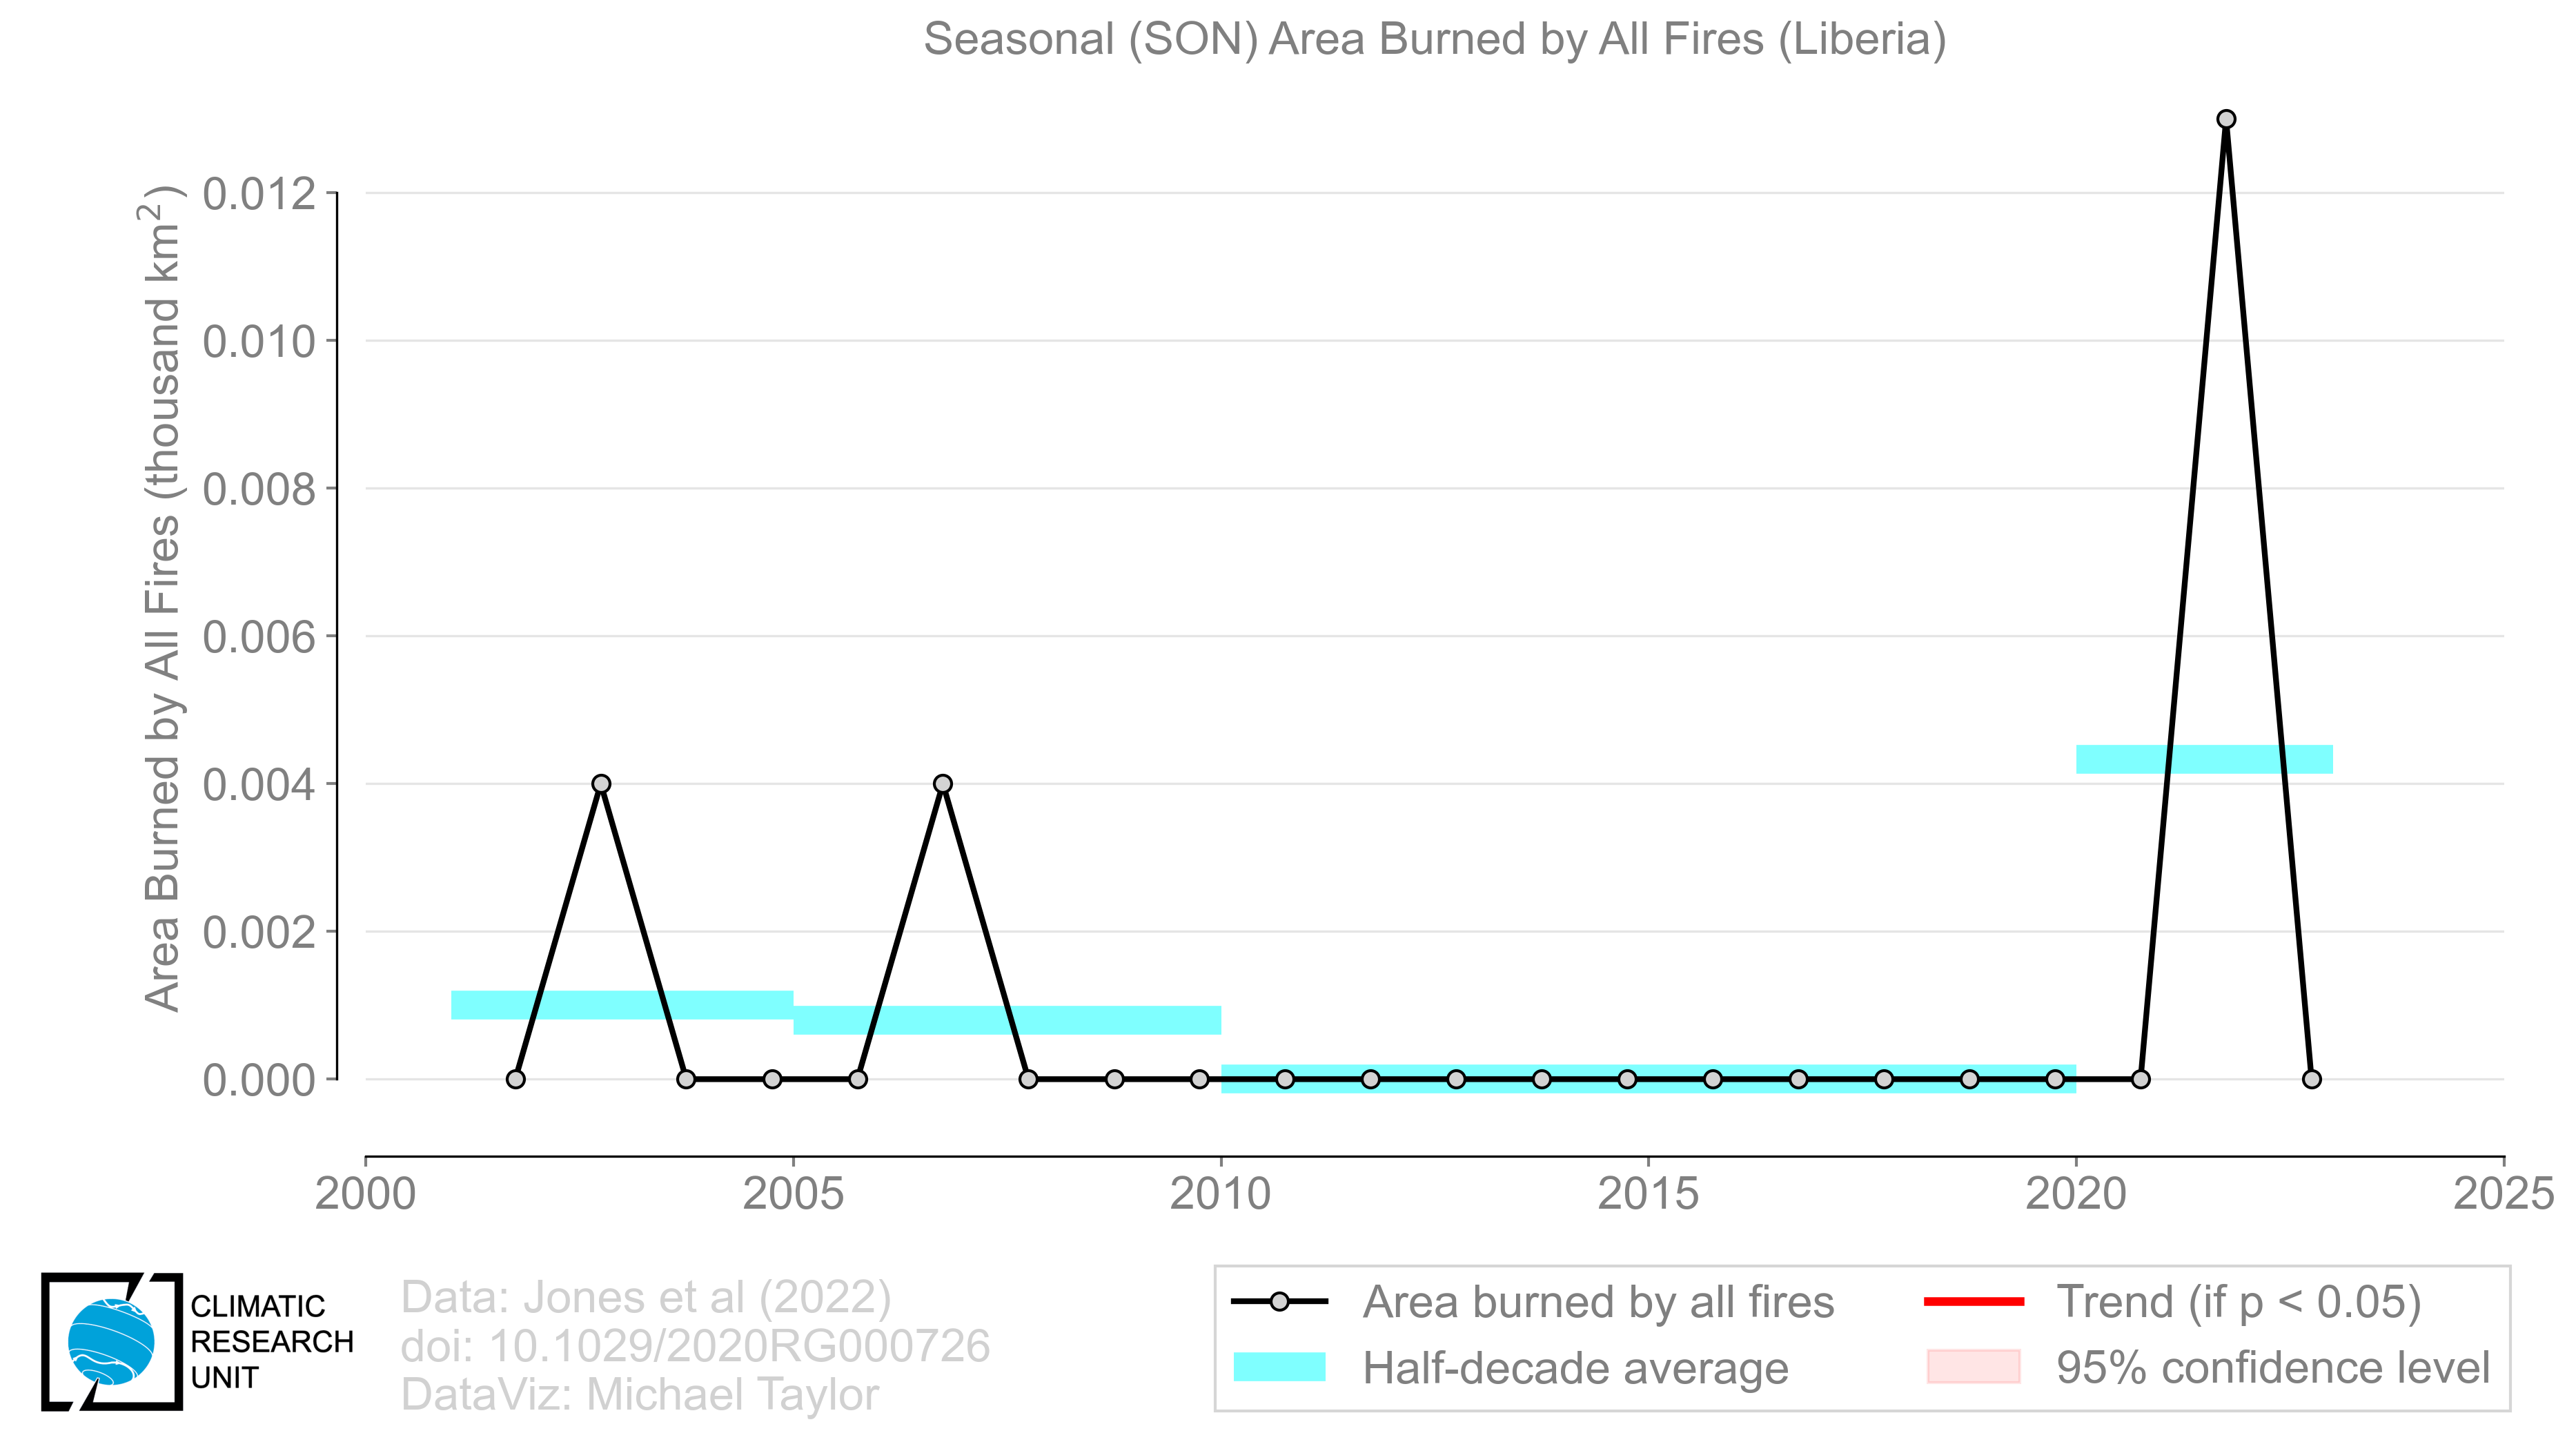 Seasonal (SON) Area Burned by All Fires (Liberia)
Area Burned by All Fires (thousand km²)
0.012
0.010
0.008
0.006
0.004
0.002
0.000
2000 2005 2010 2015 2020 2025
CLIMATIC
RESEARCH
UNIT
Data: Jones et al (2022)
doi: 10.1029/2020RG000726
DataViz: Michael Taylor
Area burned by all fires
Half-decade average
Trend (if p < 0.05)
95% confidence level